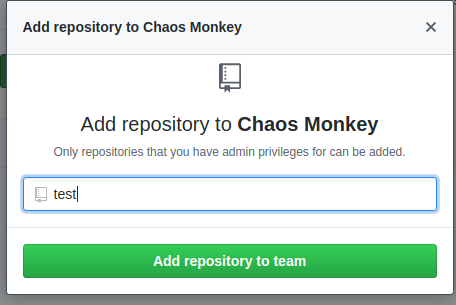 Add repository to Chaos Monkey
Add repository to Chaos Monkey
Only repositories that you have admin privileges for can be added.
test
Add repository to team